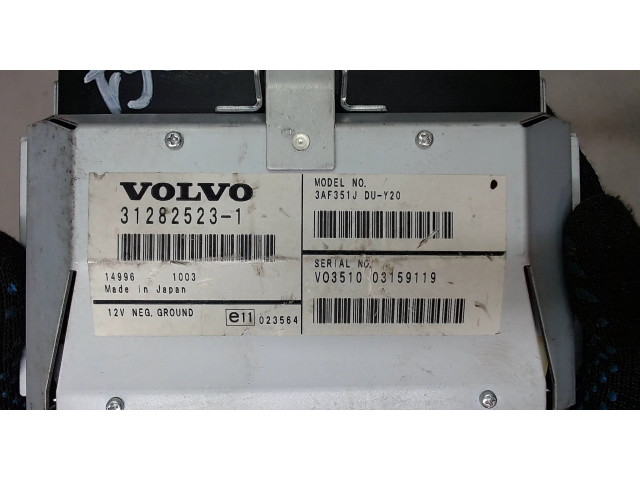 VOLVO
31282523-1
14996 1003
Made in Japan
12V NEG. GROUND
e11 023564
MODEL NO.
3AF351J DU-Y20
SERIAL NO.
VO3510 03159119